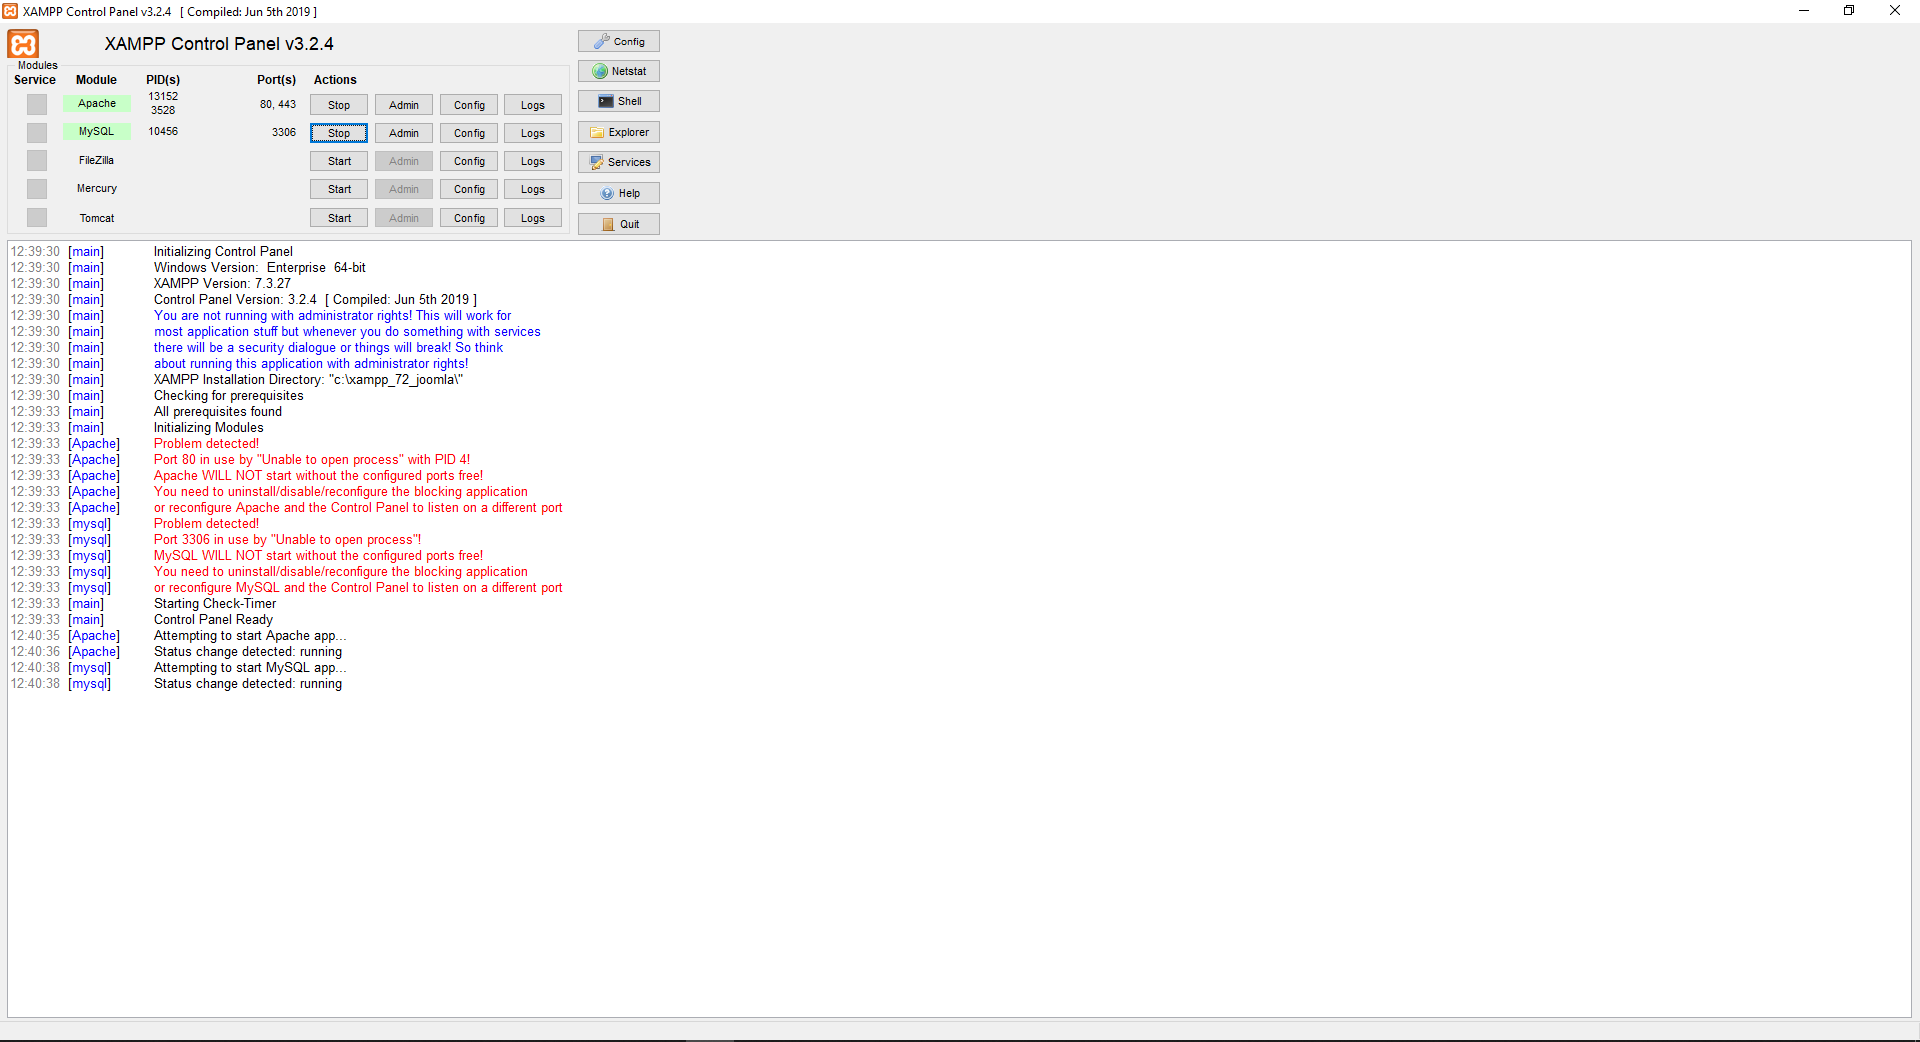 XAMPP Control Panel v3.2.4 [ Compiled: Jun 5th 2019 ]
XAMPP Control Panel v3.2.4
Config
Modules
Service Module PID(s) Port(s) Actions
Netstat
Apache 13152 3528 80, 443 Stop Admin Config Logs
Shell
MySQL 10456 3306 Stop Admin Config Logs
Explorer
FileZilla Start Admin Config Logs
Services
Mercury Start Admin Config Logs
Help
Tomcat Start Admin Config Logs
Quit
12:39:30 [main] Initializing Control Panel
12:39:30 [main] Windows Version: Enterprise 64-bit
12:39:30 [main] XAMPP Version: 7.3.27
12:39:30 [main] Control Panel Version: 3.2.4 [ Compiled: Jun 5th 2019 ]
12:39:30 [main] You are not running with administrator rights! This will work for
12:39:30 [main] most application stuff but whenever you do something with services
12:39:30 [main] there will be a security dialogue or things will break! So think
12:39:30 [main] about running this application with administrator rights!
12:39:30 [main] XAMPP Installation Directory: "c:\xampp_72_joomla\"
12:39:30 [main] Checking for prerequisites
12:39:33 [main] All prerequisites found
12:39:33 [main] Initializing Modules
12:39:33 [Apache] Problem detected!
12:39:33 [Apache] Port 80 in use by "Unable to open process" with PID 4!
12:39:33 [Apache] Apache WILL NOT start without the configured ports free!
12:39:33 [Apache] You need to uninstall/disable/reconfigure the blocking application
12:39:33 [Apache] or reconfigure Apache and the Control Panel to listen on a different port
12:39:33 [mysql] Problem detected!
12:39:33 [mysql] Port 3306 in use by "Unable to open process"!
12:39:33 [mysql] MySQL WILL NOT start without the configured ports free!
12:39:33 [mysql] You need to uninstall/disable/reconfigure the blocking application
12:39:33 [mysql] or reconfigure MySQL and the Control Panel to listen on a different port
12:39:33 [main] Starting Check-Timer
12:39:33 [main] Control Panel Ready
12:40:35 [Apache] Attempting to start Apache app...
12:40:36 [Apache] Status change detected: running
12:40:38 [mysql] Attempting to start MySQL app...
12:40:38 [mysql] Status change detected: running